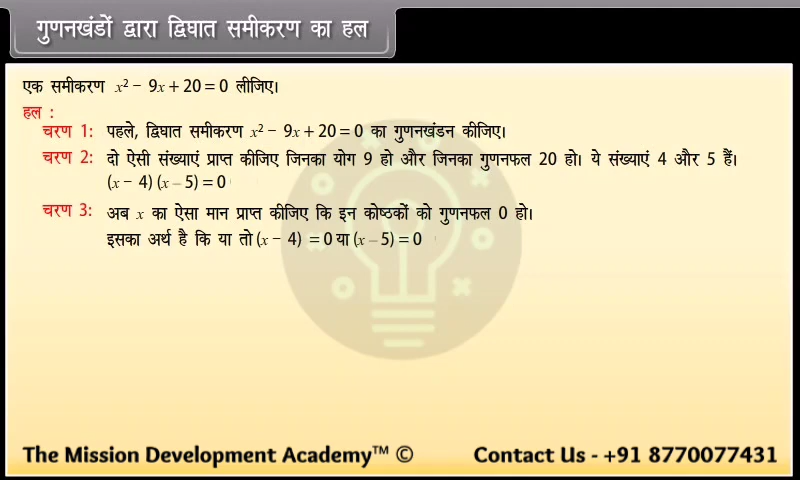 गुणनखंडों द्वारा द्विघात समीकरण का हल
एक समीकरण x² − 9x + 20 = 0 लीजिए।
हल :
चरण 1: पहले, द्विघात समीकरण x² − 9x + 20 = 0 का गुणनखंडन कीजिए।
चरण 2: दो ऐसी संख्याएं प्राप्त कीजिए जिनका योग 9 हो और जिनका गुणनफल 20 हो। ये संख्याएं 4 और 5 हैं।
(x − 4) (x – 5) = 0
चरण 3: अब x का ऐसा मान प्राप्त कीजिए कि इन कोष्ठकों को गुणनफल 0 हो।
इसका अर्थ है कि या तो (x − 4) = 0 या (x – 5) = 0
The Mission Development Academy™ © Contact Us - +91 8770077431